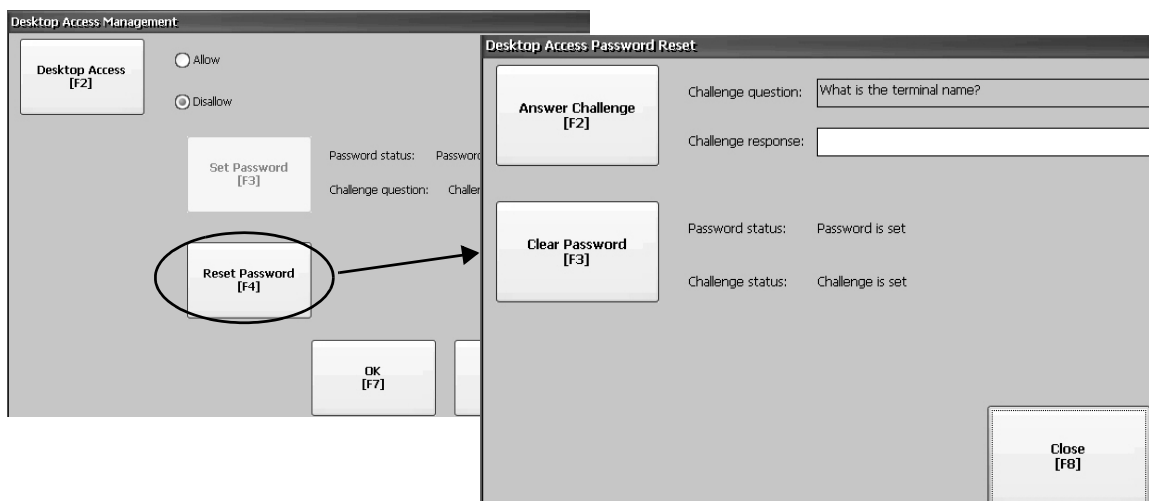 Desktop Access Management
Desktop Access
[F2]
Allow
Disallow
Set Password
[F3]
Password status: Password
Challenge question:
Reset Password
[F4]
OK
[F7]
Desktop Access Password Reset
Answer Challenge
[F2]
Challenge question: What is the terminal name?
Challenge response:
Clear Password
[F3]
Password status: Password is set
Challenge status: Challenge is set
Close
[F8]